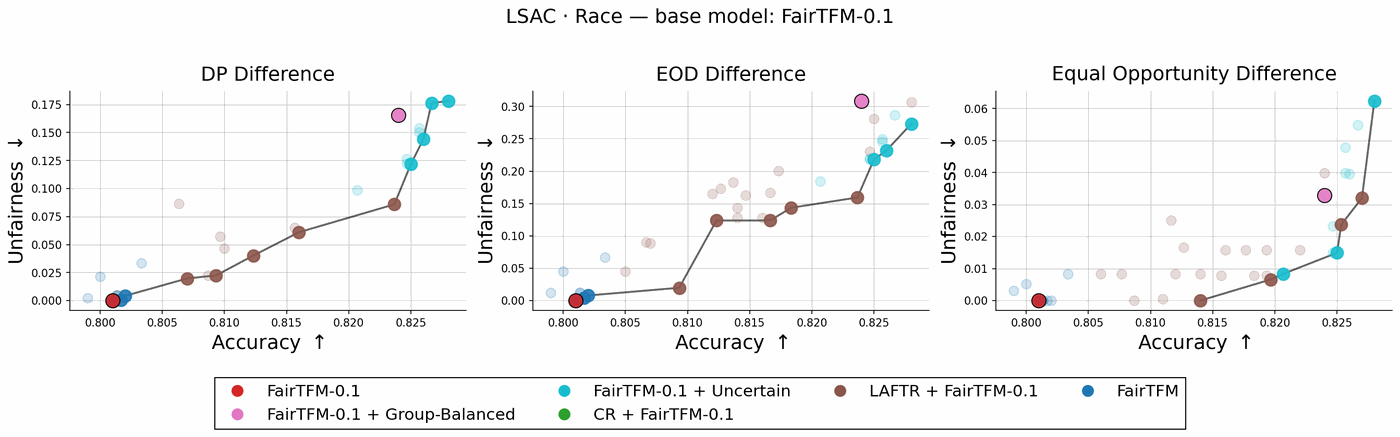 LSAC · Race — base model: FairTFM-0.1
DP Difference
Unfairness ↓
0.175
0.150
0.125
0.100
0.075
0.050
0.025
0.000
0.800 0.805 0.810 0.815 0.820 0.825
Accuracy ↑
EOD Difference
Unfairness ↓
0.30
0.25
0.20
0.15
0.10
0.05
0.00
0.800 0.805 0.810 0.815 0.820 0.825
Accuracy ↑
Equal Opportunity Difference
Unfairness ↓
0.06
0.05
0.04
0.03
0.02
0.01
0.00
0.800 0.805 0.810 0.815 0.820 0.825
Accuracy ↑
FairTFM-0.1 FairTFM-0.1 + Uncertain LAFTR + FairTFM-0.1 FairTFM
FairTFM-0.1 + Group-Balanced CR + FairTFM-0.1